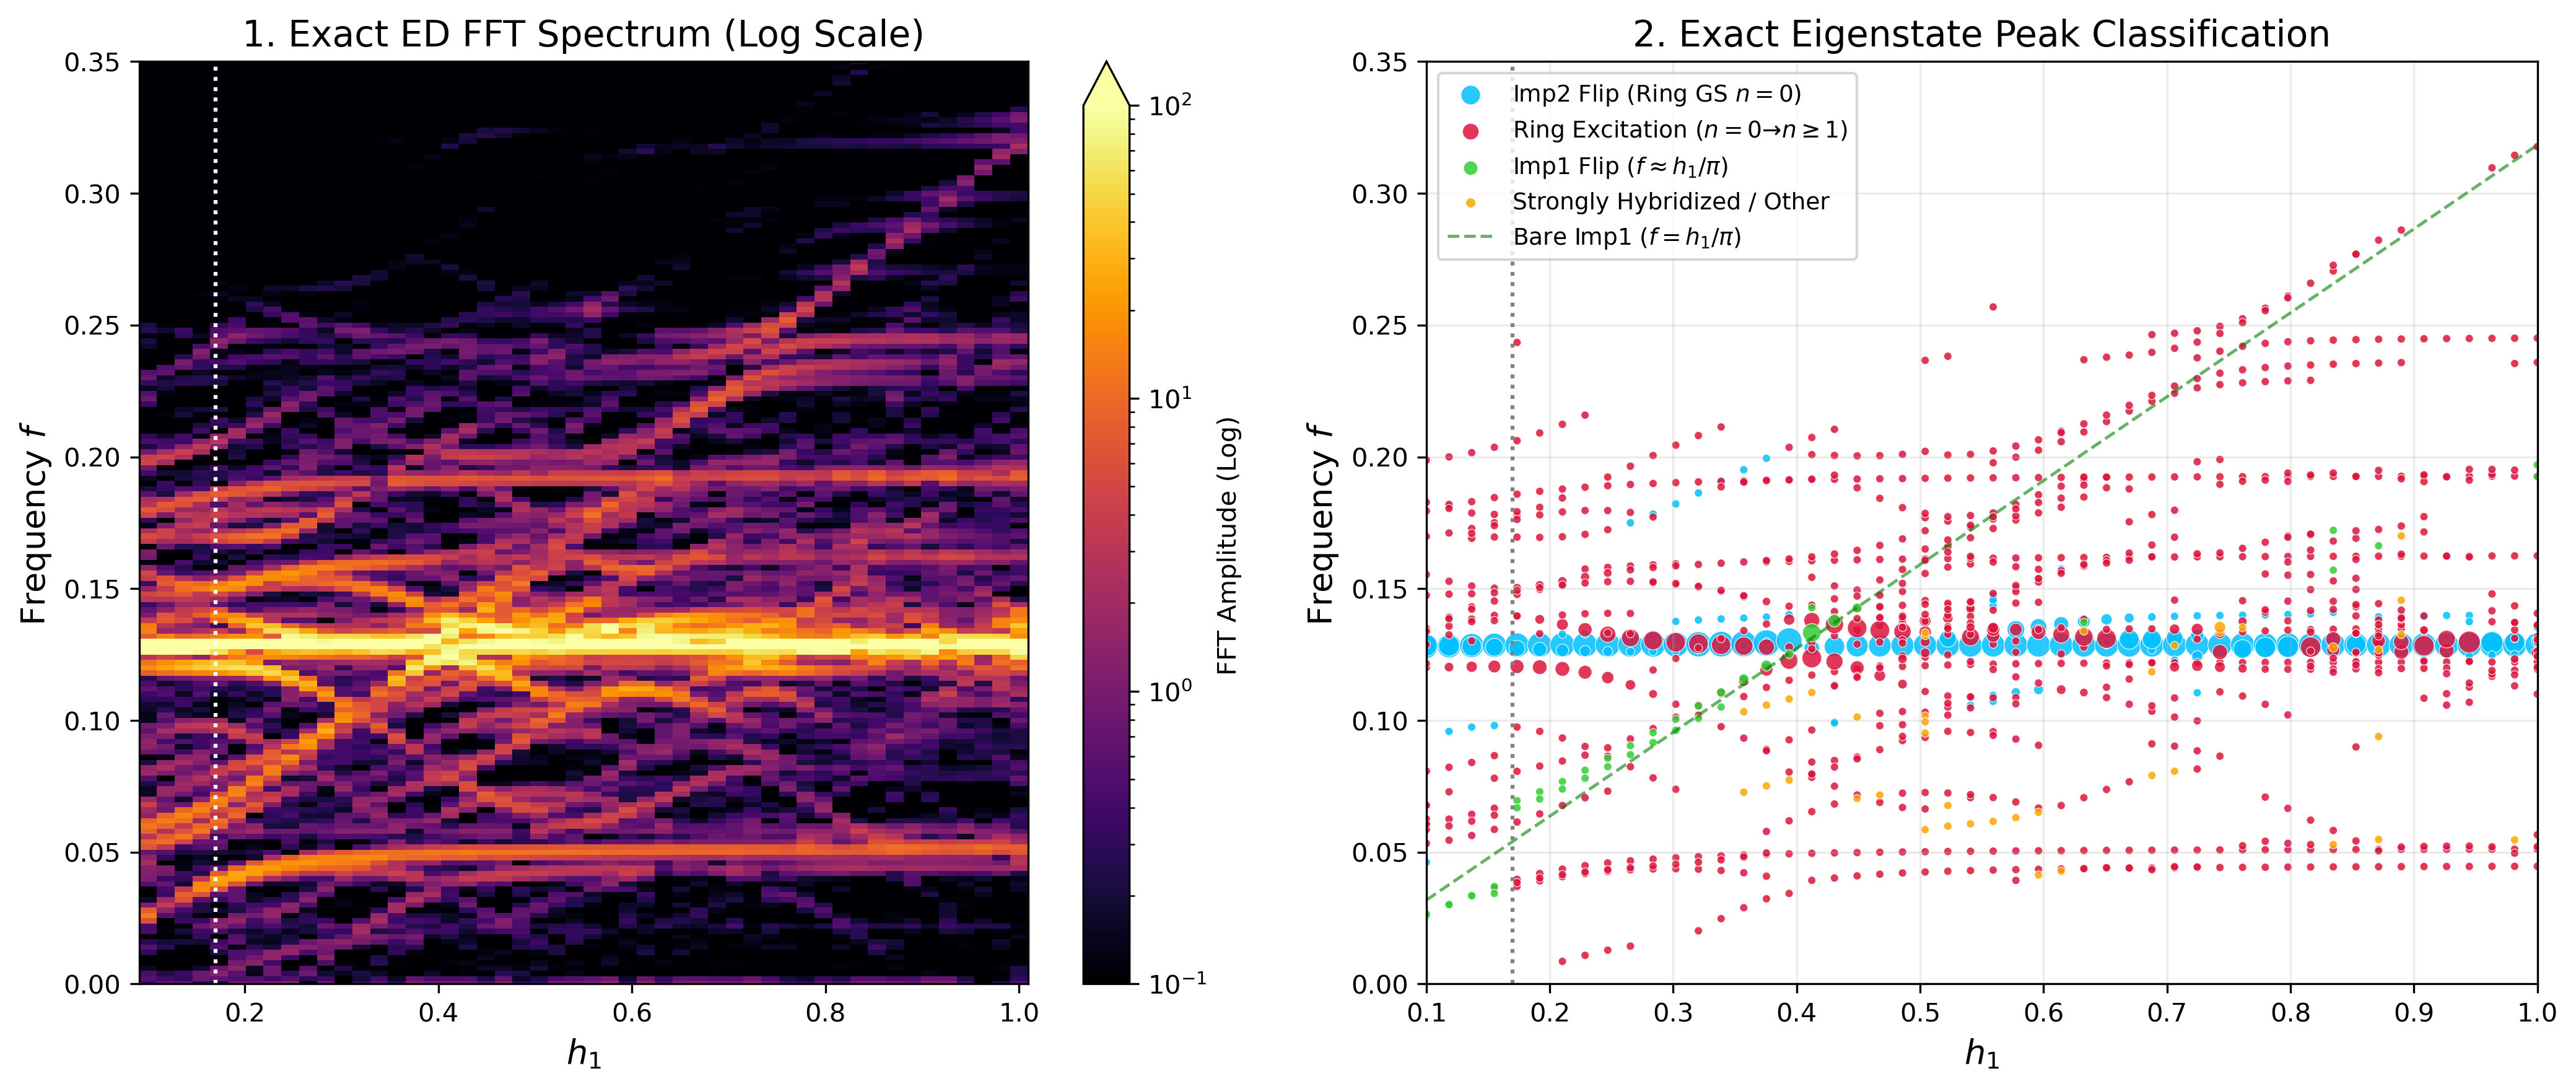 1. Exact ED FFT Spectrum (Log Scale)
Frequency f
0.35
0.30
0.25
0.20
0.15
0.10
0.05
0.00
0.2
0.4
0.6
0.8
1.0
h₁
10²
10¹
10⁰
10⁻¹
FFT Amplitude (Log)
2. Exact Eigenstate Peak Classification
Frequency f
0.35
0.30
0.25
0.20
0.15
0.10
0.05
0.00
Imp2 Flip (Ring GS n = 0)
Ring Excitation (n = 0→n ≥ 1)
Imp1 Flip (f ≈ h₁/π)
Strongly Hybridized / Other
Bare Imp1 (f = h₁/π)
0.1
0.2
0.3
0.4
0.5
0.6
0.7
0.8
0.9
1.0
h₁